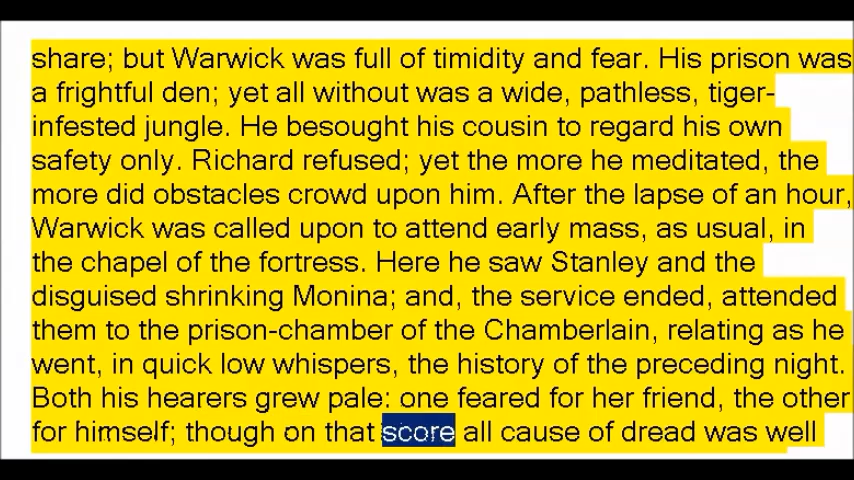 share; but Warwick was full of timidity and fear. His prison was
a frightful den; yet all without was a wide, pathless, tiger-
infested jungle. He besought his cousin to regard his own
safety only. Richard refused; yet the more he meditated, the
more did obstacles crowd upon him. After the lapse of an hour,
Warwick was called upon to attend early mass, as usual, in
the chapel of the fortress. Here he saw Stanley and the
disguised shrinking Monina; and, the service ended, attended
them to the prison-chamber of the Chamberlain, relating as he
went, in quick low whispers, the history of the preceding night.
Both his hearers grew pale: one feared for her friend, the other
for himself; though on that score all cause of dread was well